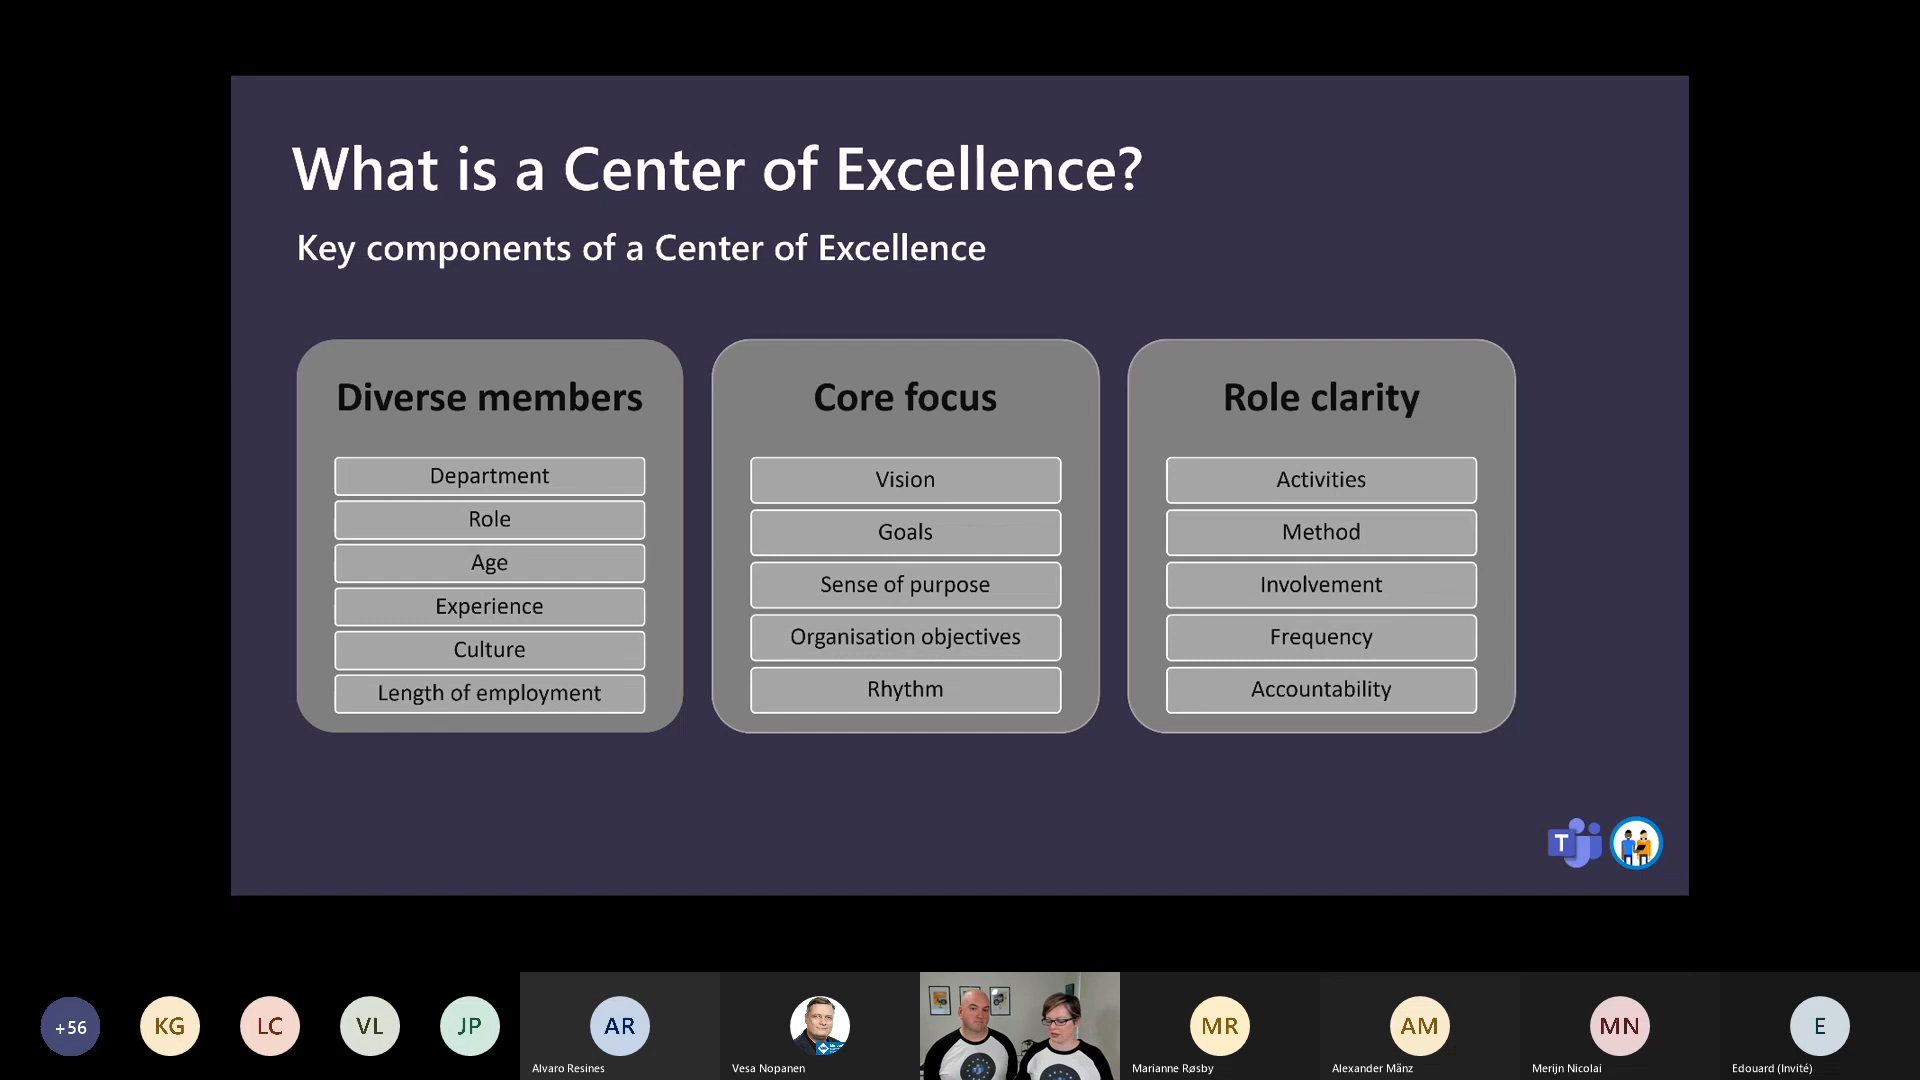 What is a Center of Excellence?
Key components of a Center of Excellence
Diverse members
Department
Role
Age
Experience
Culture
Length of employment
Core focus
Vision
Goals
Sense of purpose
Organisation objectives
Rhythm
Role clarity
Activities
Method
Involvement
Frequency
Accountability
T
+56
KG
LC
VL
JP
AR
Alvaro Resines
Vesa Nopanen
MR
Marianne Røsby
AM
Alexander Mänz
MN
Merijn Nicolai
E
Edouard (Invité)